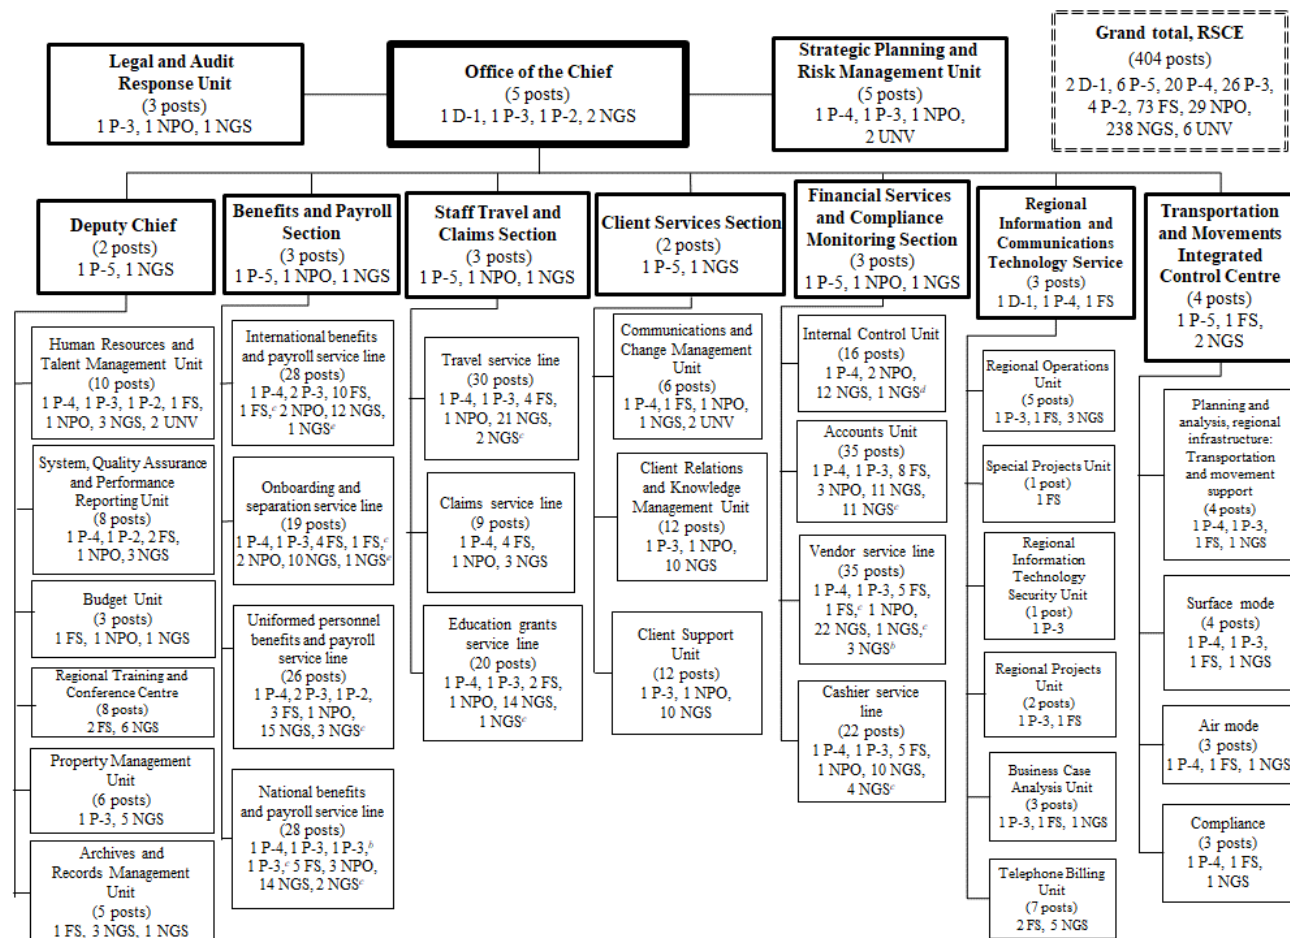 Legal and Audit
Response Unit
(3 posts)
1 P-3, 1 NPO, 1 NGS
Office of the Chief
(5 posts)
1 D-1, 1 P-3, 1 P-2, 2 NGS
Strategic Planning and
Risk Management Unit
(5 posts)
1 P-4, 1 P-3, 1 NPO,
2 UNV
Grand total, RSCE
(404 posts)
2 D-1, 6 P-5, 20 P-4, 26 P-3,
4 P-2, 73 FS, 29 NPO,
238 NGS, 6 UNV
Deputy Chief
(2 posts)
1 P-5, 1 NGS
Human Resources and
Talent Management Unit
(10 posts)
1 P-4, 1 P-3, 1 P-2, 1 FS,
1 NPO, 3 NGS, 2 UNV
System, Quality Assurance
and Performance
Reporting Unit
(8 posts)
1 P-4, 1 P-2, 2 FS,
1 NPO, 3 NGS
Budget Unit
(3 posts)
1 FS, 1 NPO, 1 NGS
Regional Training and
Conference Centre
(8 posts)
2 FS, 6 NGS
Property Management
Unit
(6 posts)
1 P-3, 5 NGS
Archives and
Records Management
Unit
(5 posts)
1 FS, 3 NGS, 1 NGS
Benefits and Payroll
Section
(3 posts)
1 P-5, 1 NPO, 1 NGS
International benefits
and payroll service line
(28 posts)
1 P-4, 2 P-3, 10 FS,
1 FS,c 2 NPO, 12 NGS,
1 NGSe
Onboarding and
separation service line
(19 posts)
1 P-4, 1 P-3, 4 FS, 1 FS,c
2 NPO, 10 NGS, 1 NGSe
Uniformed personnel
benefits and payroll
service line
(26 posts)
1 P-4, 2 P-3, 1 P-2,
3 FS, 1 NPO,
15 NGS, 3 NGSc
National benefits
and payroll service line
(28 posts)
1 P-4, 1 P-3, 1 P-3,b
1 P-3,c 5 FS, 3 NPO,
14 NGS, 2 NGSc
Staff Travel and
Claims Section
(3 posts)
1 P-5, 1 NPO, 1 NGS
Travel service line
(30 posts)
1 P-4, 1 P-3, 4 FS,
1 NPO, 21 NGS,
2 NGSc
Claims service line
(9 posts)
1 P-4, 4 FS,
1 NPO, 3 NGS
Education grants
service line
(20 posts)
1 P-4, 1 P-3, 2 FS,
1 NPO, 14 NGS,
1 NGSc
Client Services Section
(2 posts)
1 P-5, 1 NGS
Communications and
Change Management
Unit
(6 posts)
1 P-4, 1 FS, 1 NPO,
1 NGS, 2 UNV
Client Relations
and Knowledge
Management Unit
(12 posts)
1 P-3, 1 NPO,
10 NGS
Client Support
Unit
(12 posts)
1 P-3, 1 NPO,
10 NGS
Financial Services
and Compliance
Monitoring Section
(3 posts)
1 P-5, 1 NPO, 1 NGS
Internal Control Unit
(16 posts)
1 P-4, 2 NPO,
12 NGS, 1 NGSd
Accounts Unit
(35 posts)
1 P-4, 1 P-3, 8 FS,
3 NPO, 11 NGS,
11 NGSc
Vendor service line
(35 posts)
1 P-4, 1 P-3, 5 FS,
1 FS,c 1 NPO,
22 NGS, 1 NGS,c
3 NGSb
Cashier service
line
(22 posts)
1 P-4, 1 P-3, 5 FS,
1 NPO, 10 NGS,
4 NGSc
Regional
Information and
Communications
Technology Service
(3 posts)
1 D-1, 1 P-4, 1 FS
Regional Operations
Unit
(5 posts)
1 P-3, 1 FS, 3 NGS
Special Projects Unit
(1 post)
1 FS
Regional
Information
Technology
Security Unit
(1 post)
1 P-3
Regional Projects
Unit
(2 posts)
1 P-3, 1 FS
Business Case
Analysis Unit
(3 posts)
1 P-3, 1 FS, 1 NGS
Telephone Billing
Unit
(7 posts)
2 FS, 5 NGS
Transportation
and Movements
Integrated
Control Centre
(4 posts)
1 P-5, 1 FS,
2 NGS
Planning and
analysis, regional
infrastructure:
Transportation
and movement
support
(4 posts)
1 P-4, 1 P-3,
1 FS, 1 NGS
Surface mode
(4 posts)
1 P-4, 1 P-3,
1 FS, 1 NGS
Air mode
(3 posts)
1 P-4, 1 FS, 1 NGS
Compliance
(3 posts)
1 P-4, 1 FS,
1 NGS